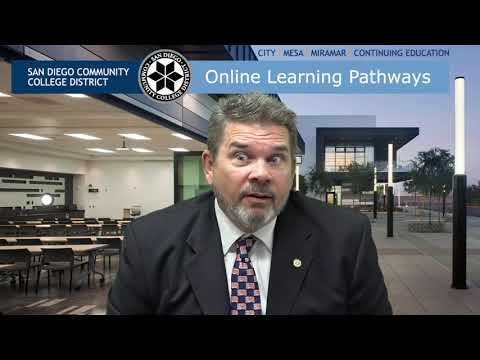 CITY MESA MIRAMAR CONTINUING EDUCATION
SAN DIEGO COMMUNITY
COLLEGE DISTRICT
SAN DIEGO
COMMUNITY COLLEGE
DISTRICT
Online Learning Pathways